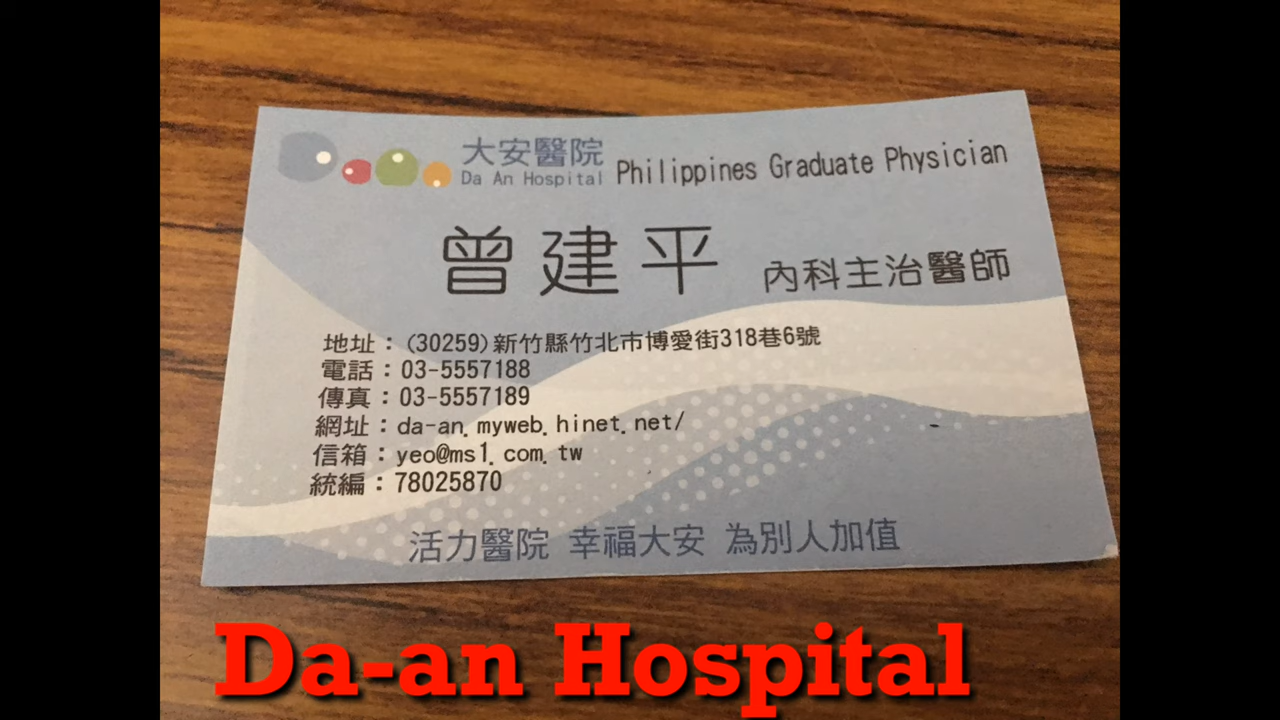 大安醫院
Da An Hospital
Philippines Graduate Physician
曾建平 內科主治醫師
地址：(30259)新竹縣竹北市博愛街318巷6號
電話：03-5557188
傳真：03-5557189
網址：da-an.myweb.hinet.net/
信箱：yeo@ms1.com.tw
統編：78025870
活力醫院 幸福大安 為別人加值
Da-an Hospital